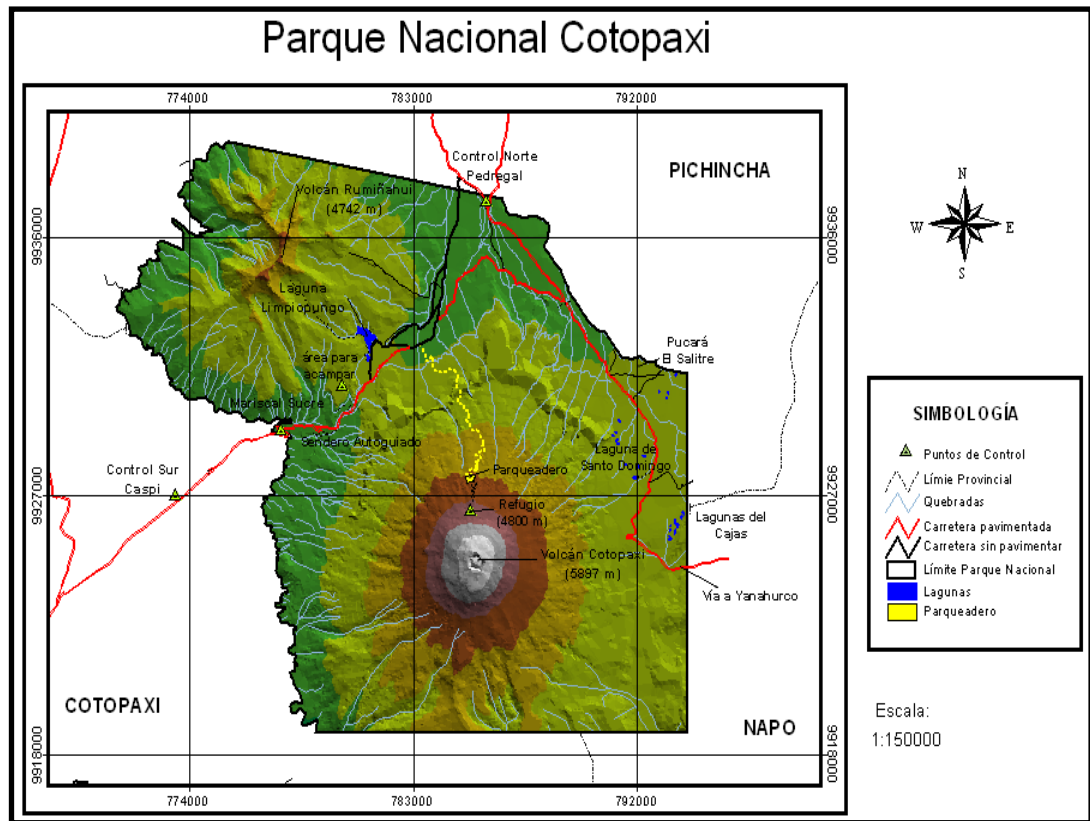 Parque Nacional Cotopaxi
774000
783000
792000
Control Norte
Pedregal
PICHINCHA
Volcán Rumiñahui
(4742 m)
N
W
E
S
9936000
9936000
Laguna
Limpiopungo
Pucará
El Salitre
área para
acampar
Mariscal Sucre
Sendero Autoguiado
Laguna de
Santo Domingo
Control Sur
Caspi
Parqueadero
9927000
9927000
Refugio
(4800 m)
Lagunas del
Cajas
Volcán Cotopaxi
(5897 m)
Vía a Yanahurco
SIMBOLOGÍA
Puntos de Control
Límie Provincial
Quebradas
Carretera pavimentada
Carretera sin pavimentar
Límite Parque Nacional
Lagunas
Parqueadero
COTOPAXI
NAPO
Escala:
1:150000
9918000
9918000
774000
783000
792000